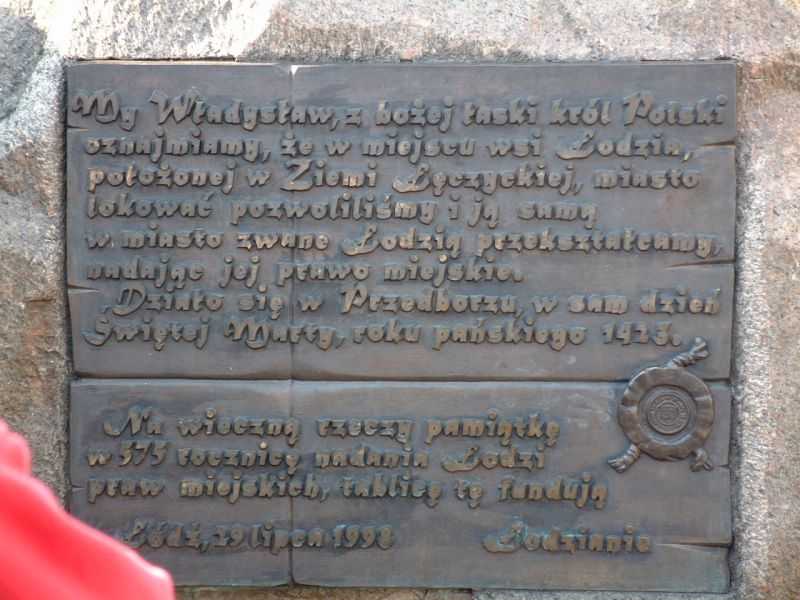 My Władysław, z bożej łaski król Polski
oznajmiamy, że w miejscu wsi Łodzia,
położonej w Ziemi Łęczyckiej, miasto
lokować pozwoliliśmy i ją samą
w miasto zwane Łodzią przekształcamy,
nadając jej prawo miejskie.
Działo się w Przedborzu, w sam dzień
Świętej Marty, roku pańskiego 1423.
Na wieczną rzeczy pamiątkę
w 575 rocznicę nadania Łodzi
praw miejskich, tablicę tę fundują
Łódź, 29 lipca 1998 Łodzianie